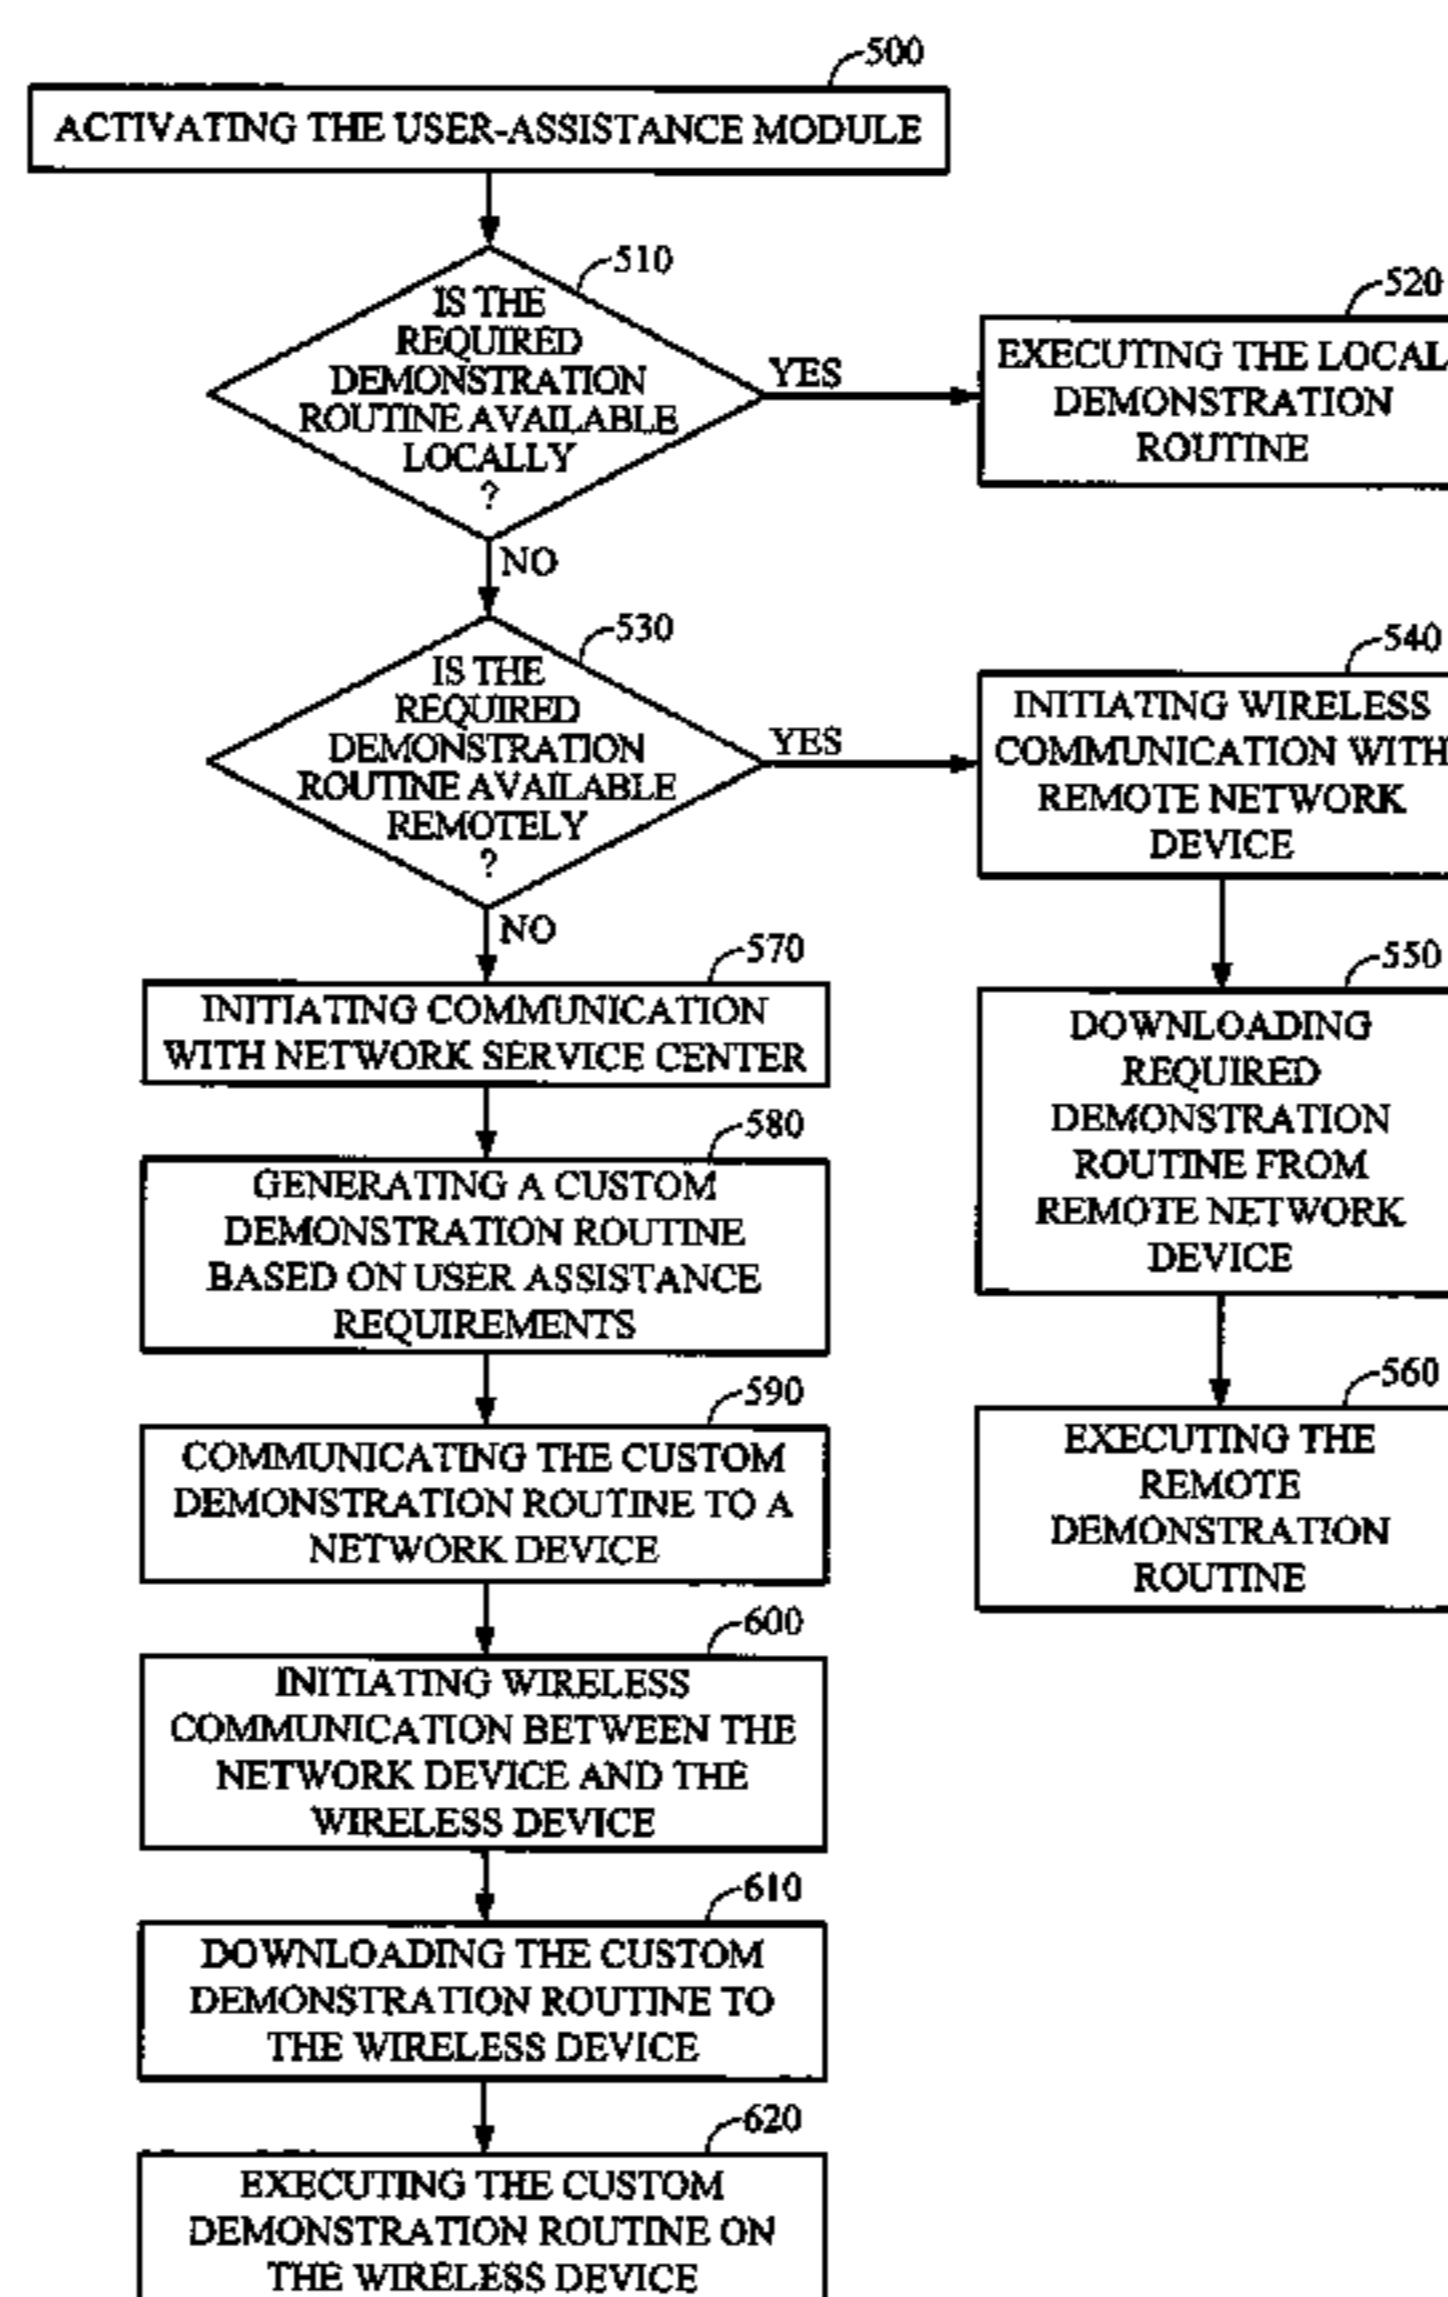 500
ACTIVATING THE USER-ASSISTANCE MODULE
510
IS THE
REQUIRED
DEMONSTRATION
ROUTINE AVAILABLE
LOCALLY
?
YES
520
EXECUTING THE LOCAL
DEMONSTRATION
ROUTINE
NO
530
IS THE
REQUIRED
DEMONSTRATION
ROUTINE AVAILABLE
REMOTELY
?
YES
540
INITIATING WIRELESS
COMMUNICATION WITH
REMOTE NETWORK
DEVICE
550
DOWNLOADING
REQUIRED
DEMONSTRATION
ROUTINE FROM
REMOTE NETWORK
DEVICE
560
EXECUTING THE
REMOTE
DEMONSTRATION
ROUTINE
NO
570
INITIATING COMMUNICATION
WITH NETWORK SERVICE CENTER
580
GENERATING A CUSTOM
DEMONSTRATION ROUTINE
BASED ON USER ASSISTANCE
REQUIREMENTS
590
COMMUNICATING THE CUSTOM
DEMONSTRATION ROUTINE TO A
NETWORK DEVICE
600
INITIATING WIRELESS
COMMUNICATION BETWEEN THE
NETWORK DEVICE AND THE
WIRELESS DEVICE
610
DOWNLOADING THE CUSTOM
DEMONSTRATION ROUTINE TO
THE WIRELESS DEVICE
620
EXECUTING THE CUSTOM
DEMONSTRATION ROUTINE ON
THE WIRELESS DEVICE